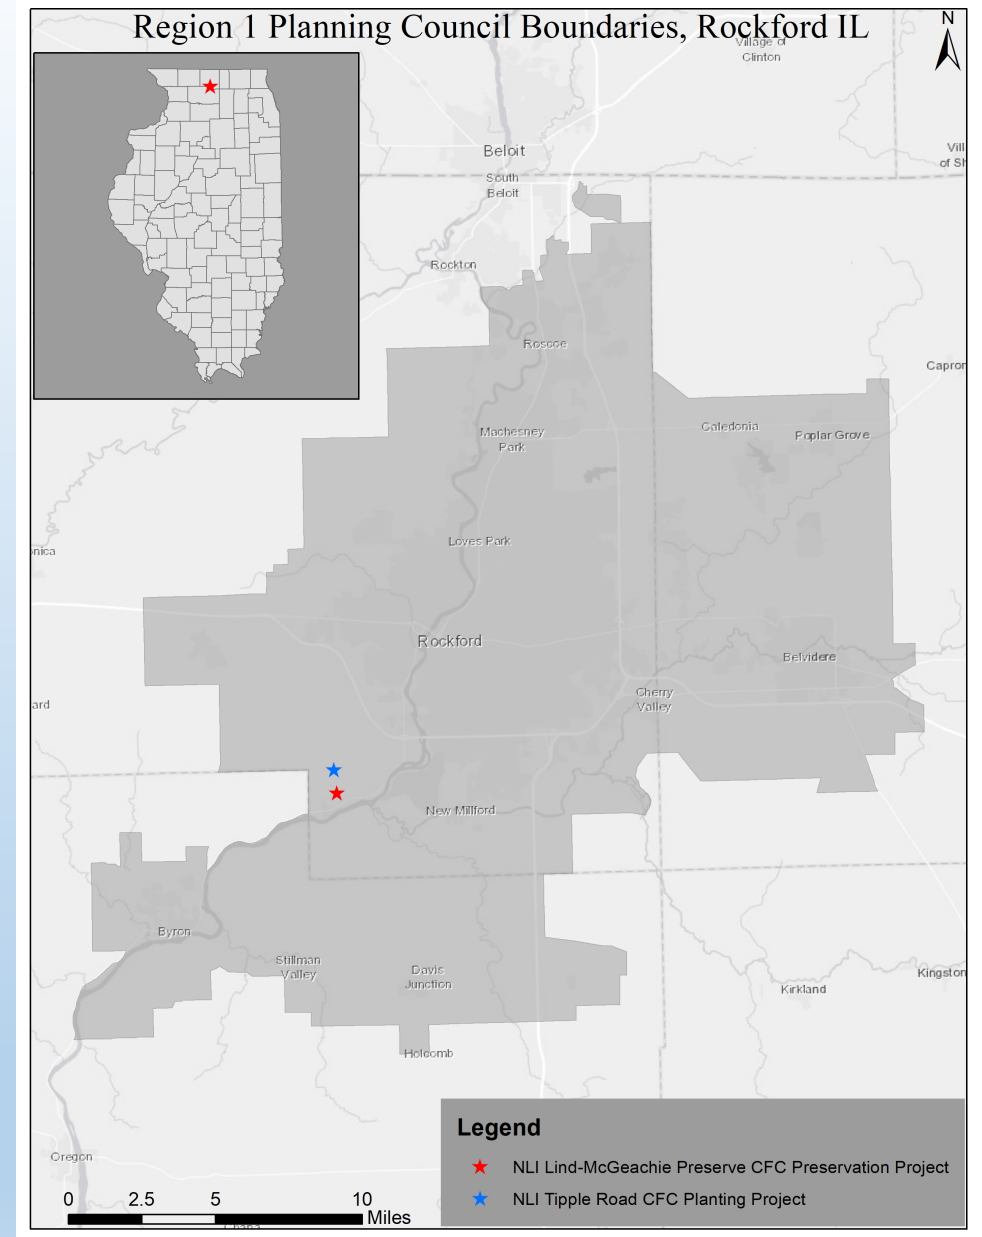 Region 1 Planning Council Boundaries, Rockford IL
N
Village of
Clinton
Beloit
South
Beloit
Rockton
Roscoe
Capron
Machesney
Park
Caledonia
Poplar Grove
Loves Park
Rockford
Belvidere
Cherry
Valley
New Millford
Byron
Stillman
Valley
Davis
Junction
Kirkland
Kingston
Holcomb
Oregon
Legend
NLI Lind-McGeachie Preserve CFC Preservation Project
NLI Tipple Road CFC Planting Project
0 2.5 5 10
Miles